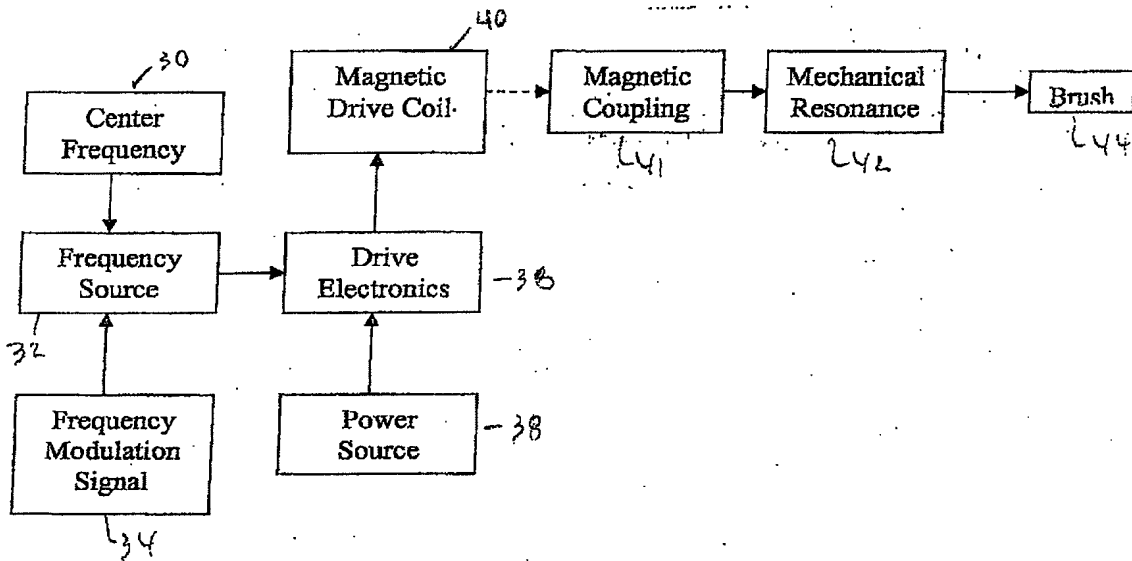 40
30
Magnetic
Drive Coil
Magnetic
Coupling
Mechanical
Resonance
Brush
Center
Frequency
41
42
44
Frequency
Source
Drive
Electronics
38
32
Frequency
Modulation
Signal
Power
Source
38
34